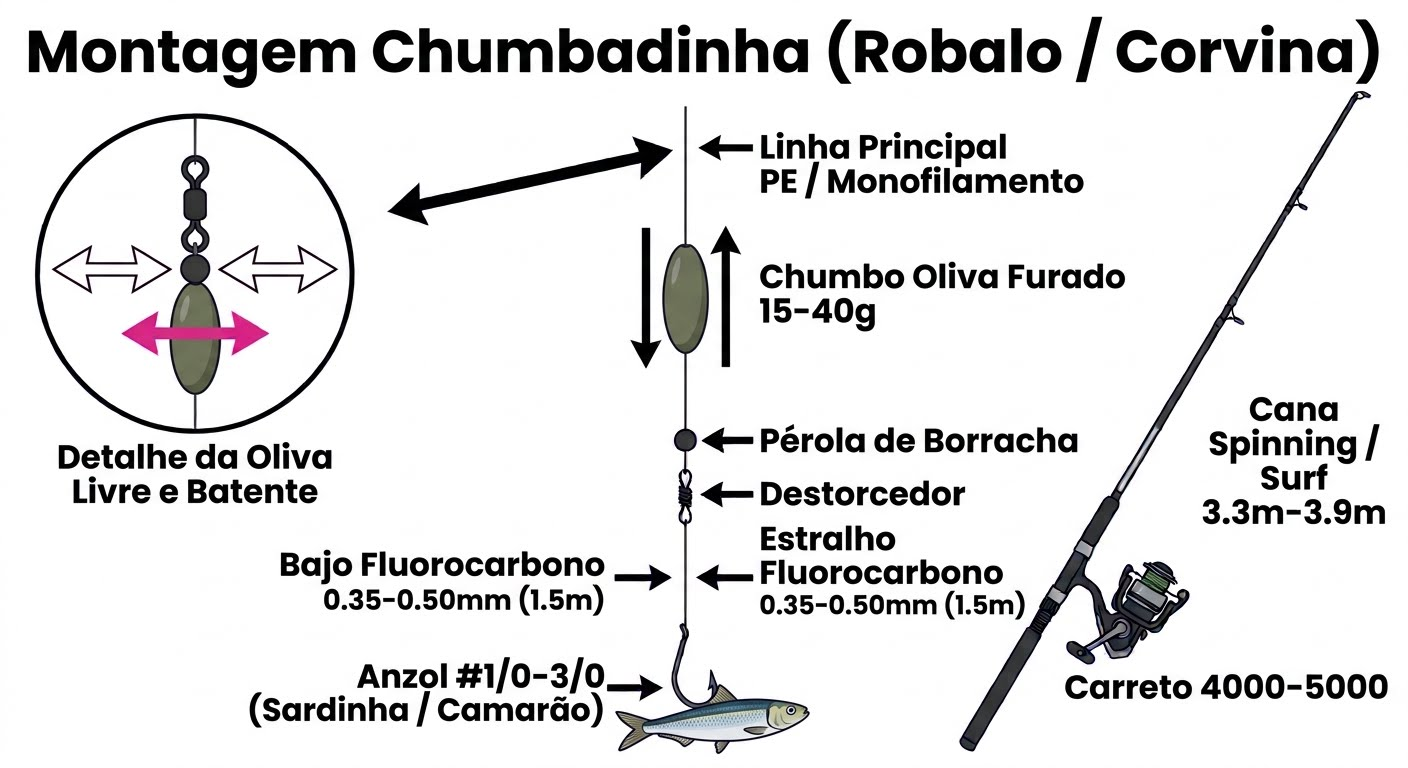 Montagem Chumbadinha (Robalo / Corvina)
Linha Principal
PE / Monofilamento
Chumbo Oliva Furado
15-40g
Pérola de Borracha
Destorcedor
Estralho
Fluorocarbono
0.35-0.50mm (1.5m)
Detalhe da Oliva
Livre e Batente
Bajo Fluorocarbono
0.35-0.50mm (1.5m)
Anzol #1/0-3/0
(Sardinha / Camarão)
Cana
Spinning /
Surf
3.3m-3.9m
Carreto 4000-5000